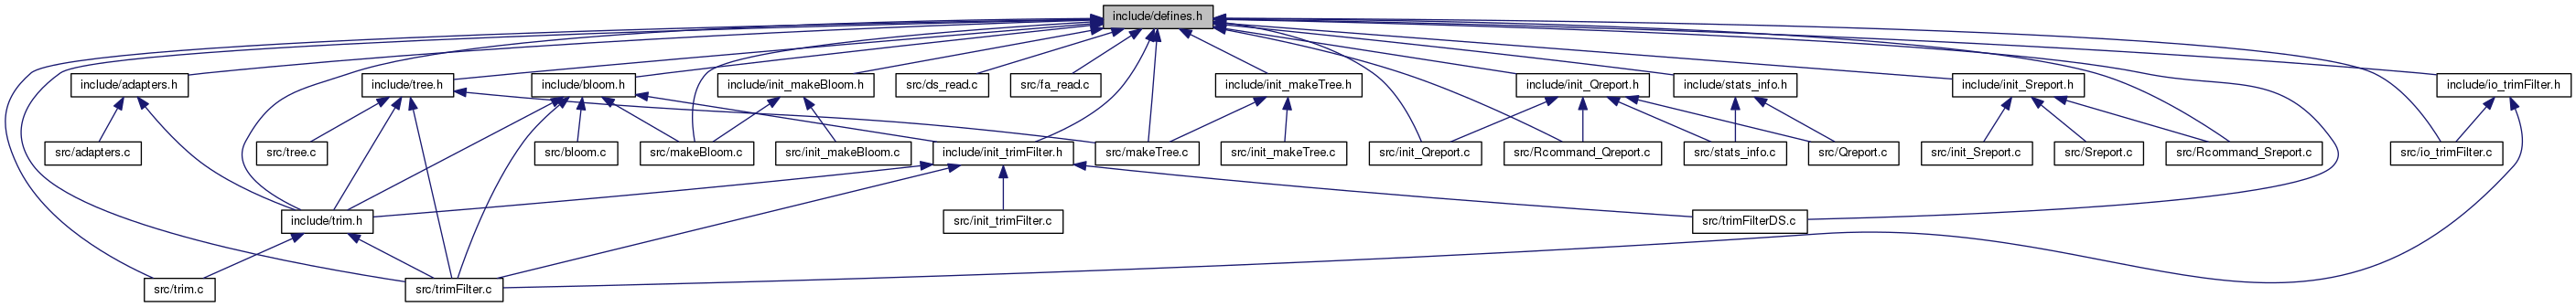 include/defines.h
include/adapters.h
include/tree.h
include/bloom.h
include/init_makeBloom.h
src/ds_read.c
src/fa_read.c
include/init_makeTree.h
include/init_Qreport.h
include/stats_info.h
include/init_Sreport.h
include/io_trimFilter.h
src/adapters.c
src/tree.c
src/bloom.c
src/makeBloom.c
src/init_makeBloom.c
include/init_trimFilter.h
src/makeTree.c
src/init_makeTree.c
src/init_Qreport.c
src/Rcommand_Qreport.c
src/stats_info.c
src/Qreport.c
src/init_Sreport.c
src/Sreport.c
src/Rcommand_Sreport.c
src/io_trimFilter.c
include/trim.h
src/init_trimFilter.c
src/trimFilterDS.c
src/trim.c
src/trimFilter.c